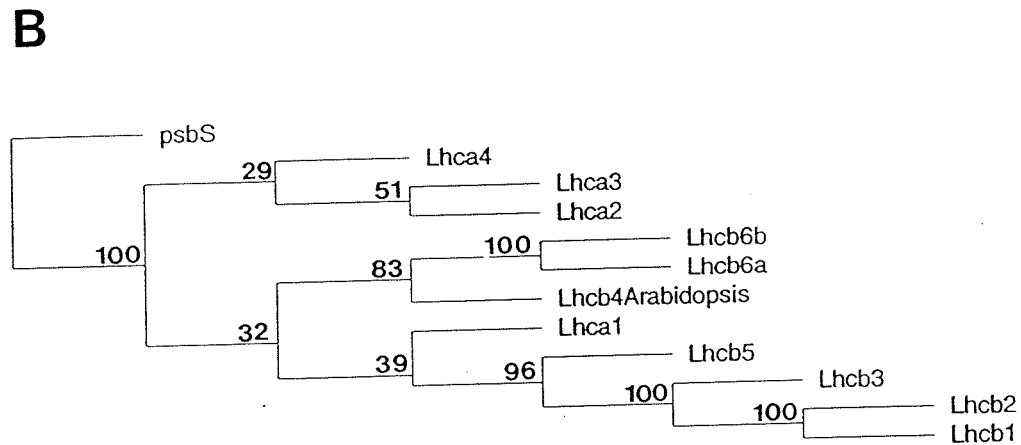 B
psbS
Lhca4
29
Lhca3
51
Lhca2
Lhcb6b
100
100
Lhcb6a
83
Lhcb4Arabidopsis
Lhca1
32
Lhcb5
39
96
Lhcb3
100
Lhcb2
100
Lhcb1